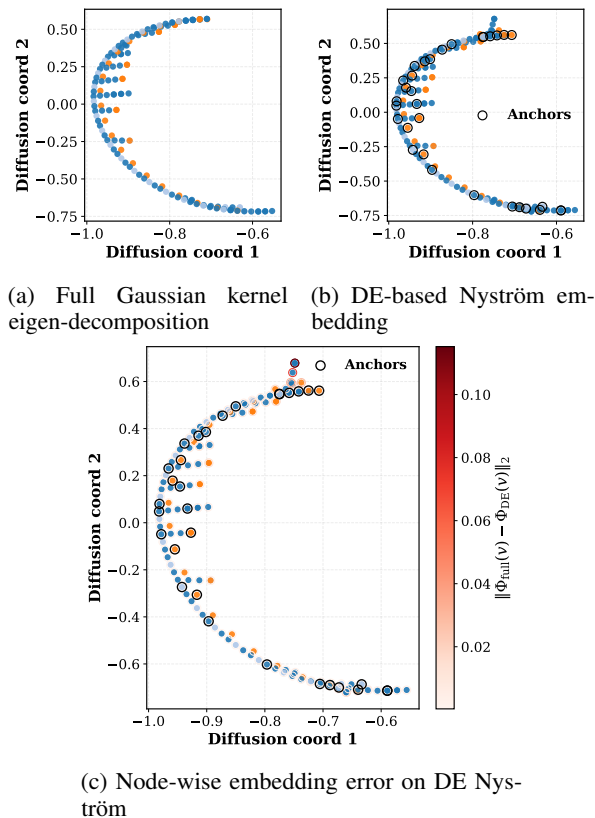 0.50
0.25
0.00
−0.25
−0.50
−0.75
Diffusion coord 2
−1.0
−0.8
−0.6
Diffusion coord 1
0.50
0.25
0.00
−0.25
−0.50
−0.75
Diffusion coord 2
Anchors
−1.0
−0.8
−0.6
Diffusion coord 1
(a) Full Gaussian kernel
eigen-decomposition
(b) DE-based Nyström em-
bedding
0.6
0.4
0.2
0.0
−0.2
−0.4
−0.6
Diffusion coord 2
Anchors
−1.0
−0.9
−0.8
−0.7
−0.6
Diffusion coord 1
0.10
0.08
0.06
0.04
0.02
‖Φfull(v) − ΦDE(v)‖2
(c) Node-wise embedding error on DE Nys-
tröm